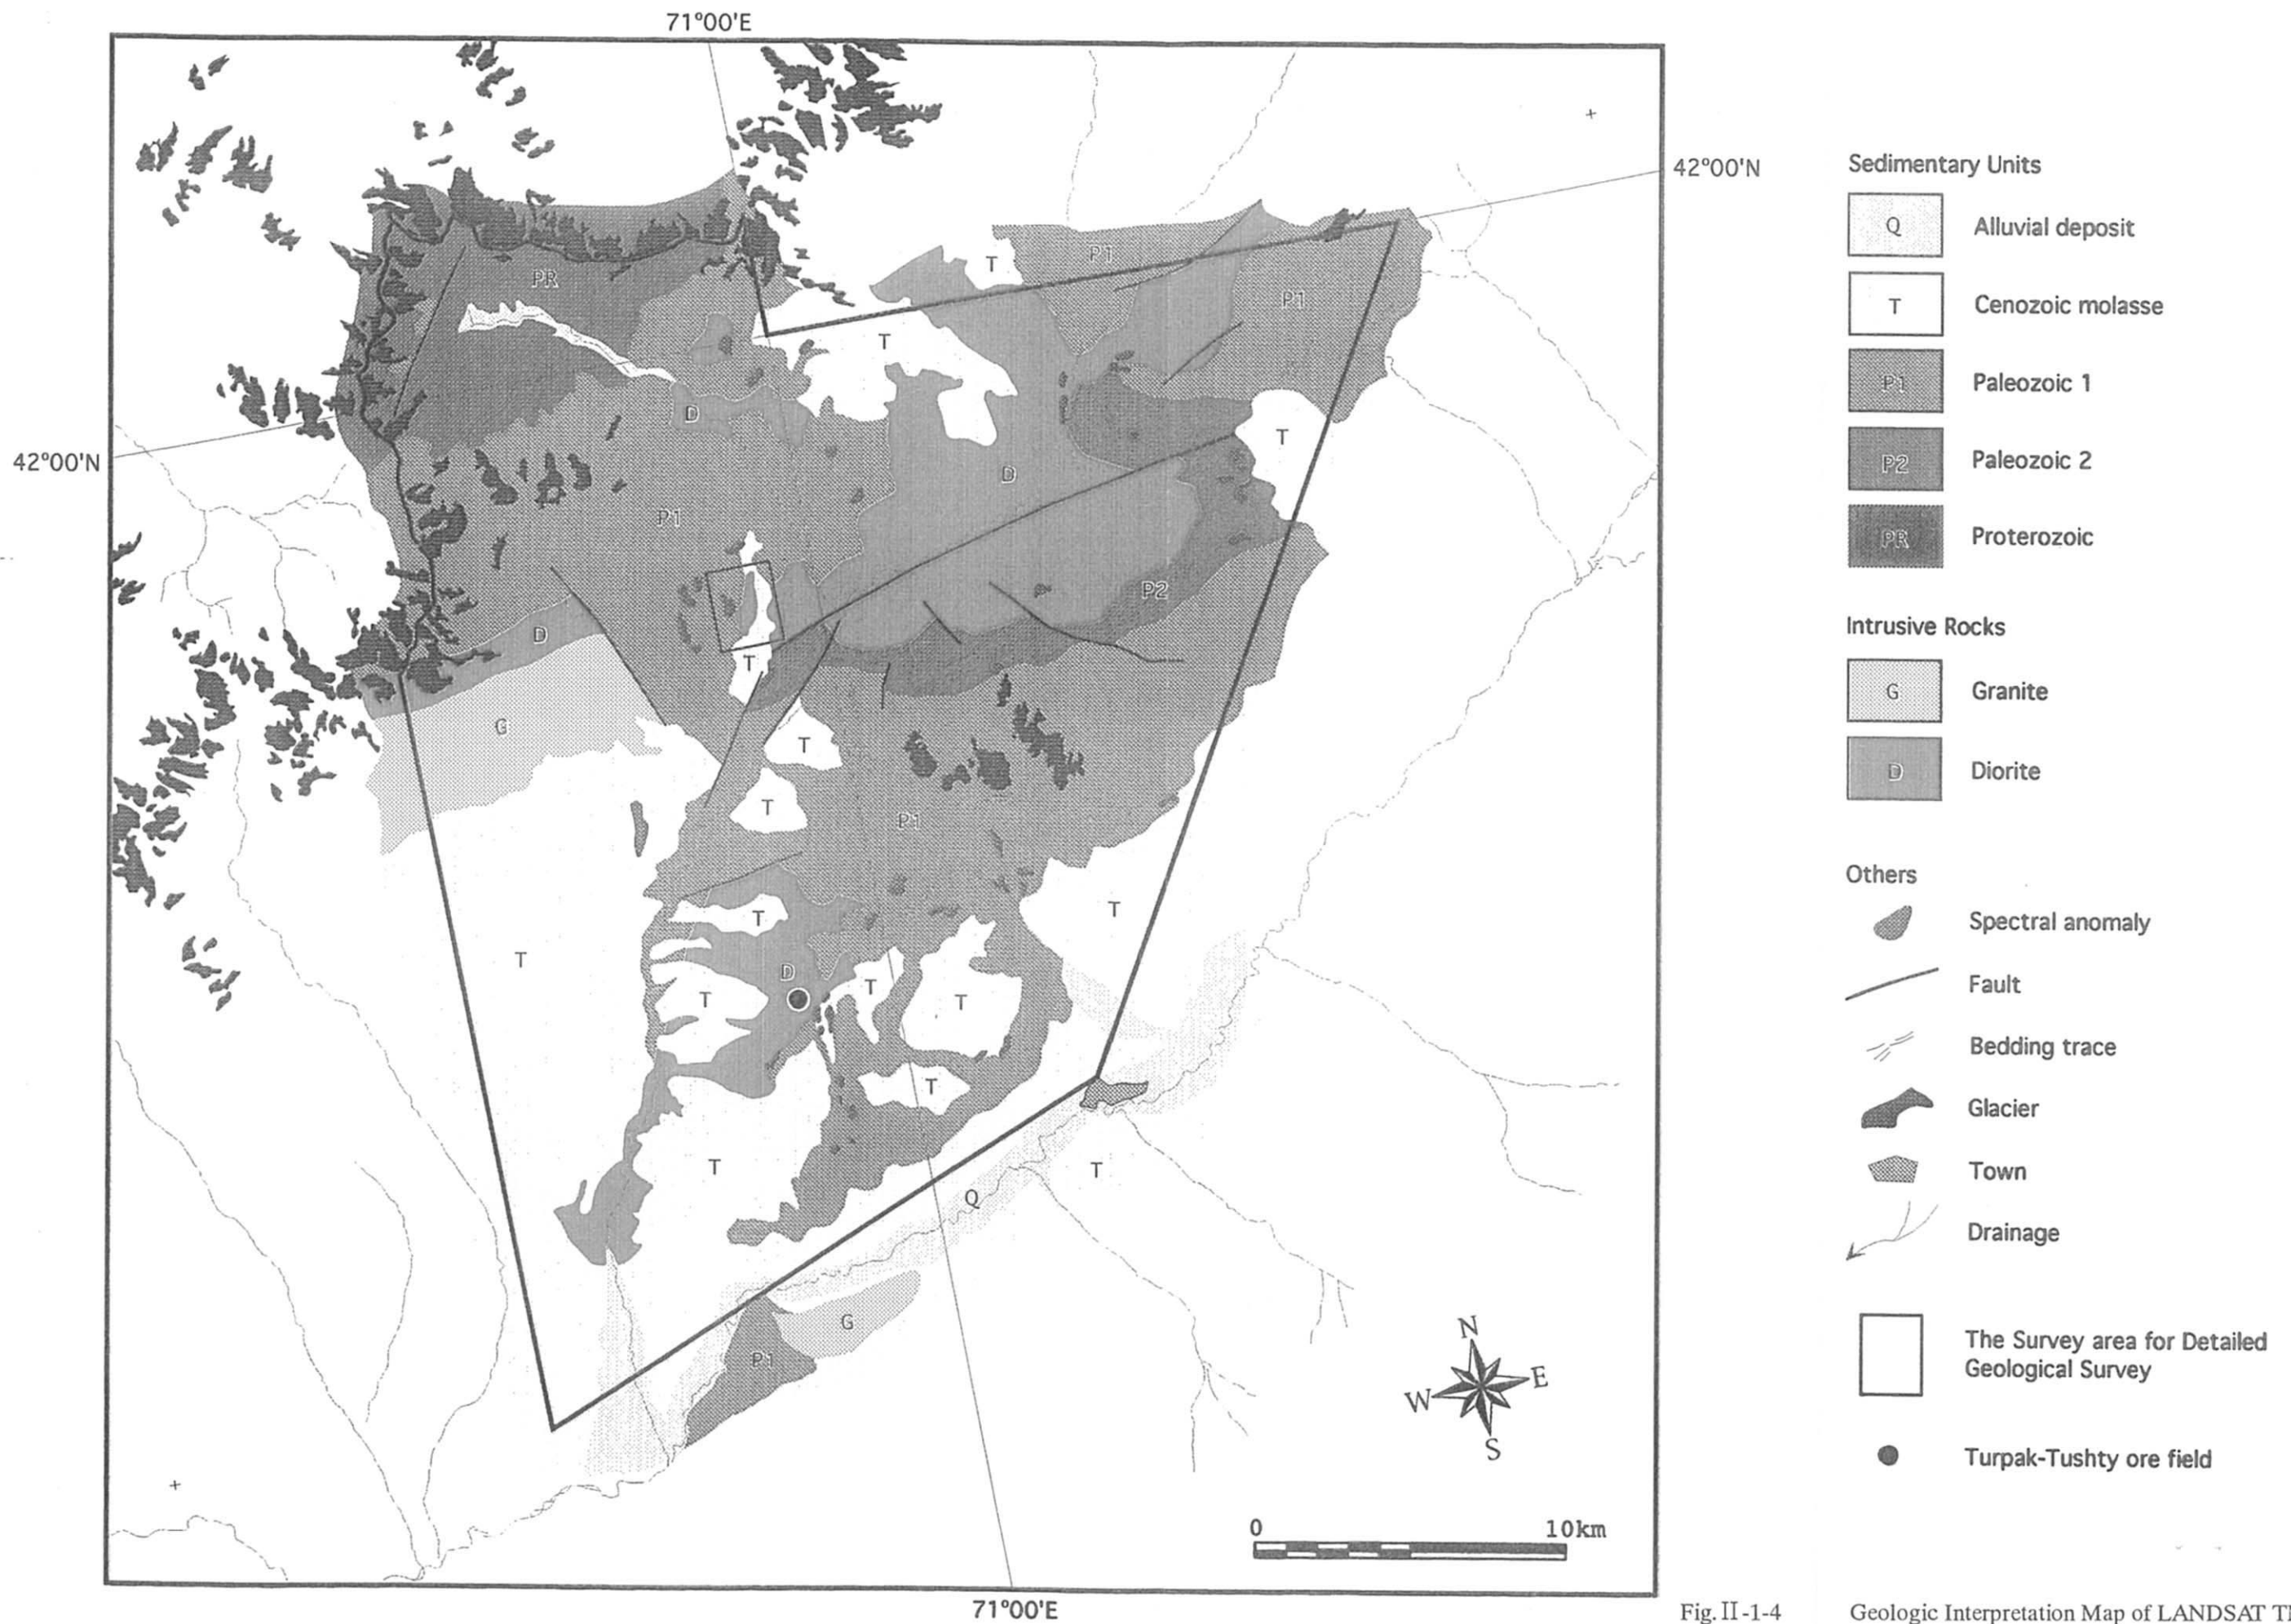 71°00'E
42°00'N
P1
T
PR
P1
T
D
T
D
42°00'N
P1
P2
D
T
G
T
T
P1
T
T
T
D
T
T
T
T
T
T
Q
G
P1
N
W E
S
0 10km
71°00'E
Sedimentary Units
Q Alluvial deposit
T Cenozoic molasse
P1 Paleozoic 1
P2 Paleozoic 2
PR Proterozoic
Intrusive Rocks
G Granite
D Diorite
Others
Spectral anomaly
Fault
Bedding trace
Glacier
Town
Drainage
The Survey area for Detailed
Geological Survey
Turpak-Tushty ore field
Fig.II-1-4 Geologic Interpretation Map of LANDSAT